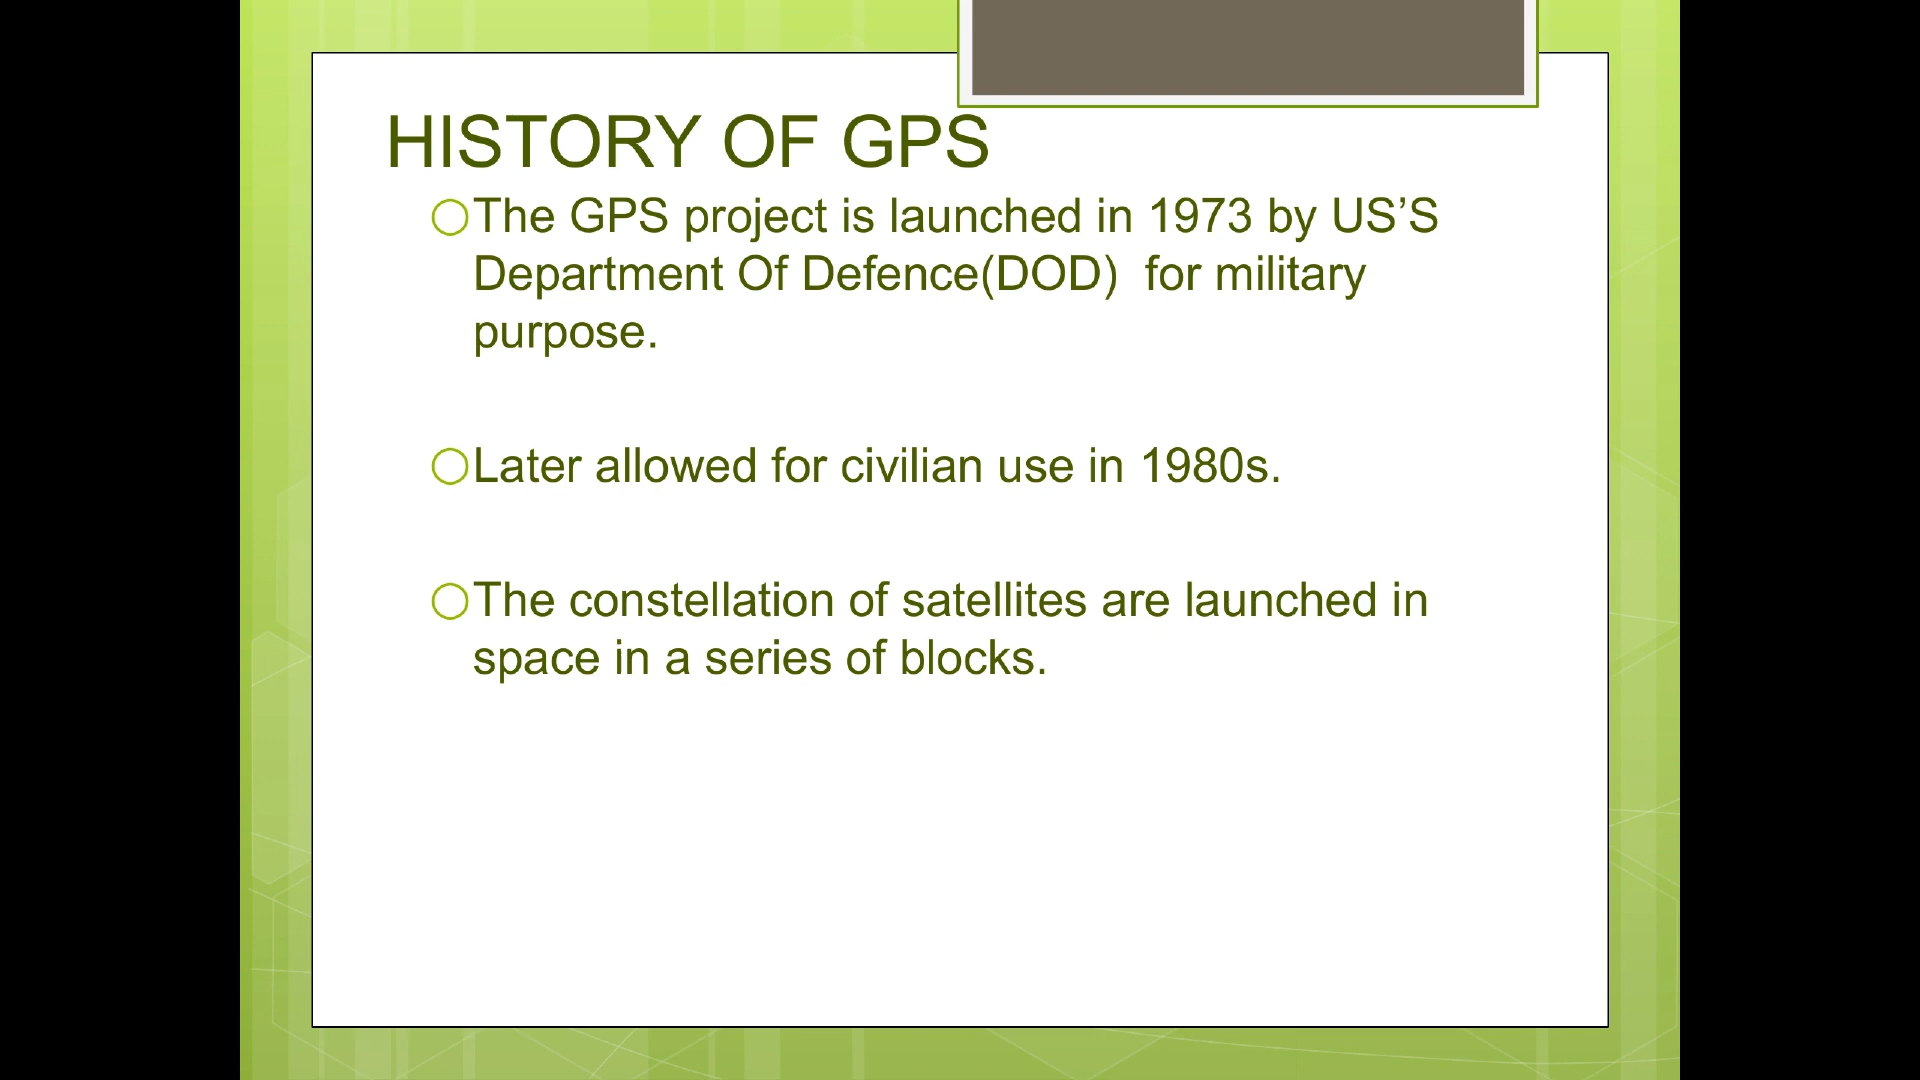 HISTORY OF GPS
The GPS project is launched in 1973 by US’S
Department Of Defence(DOD)  for military
purpose.
Later allowed for civilian use in 1980s.
The constellation of satellites are launched in
space in a series of blocks.